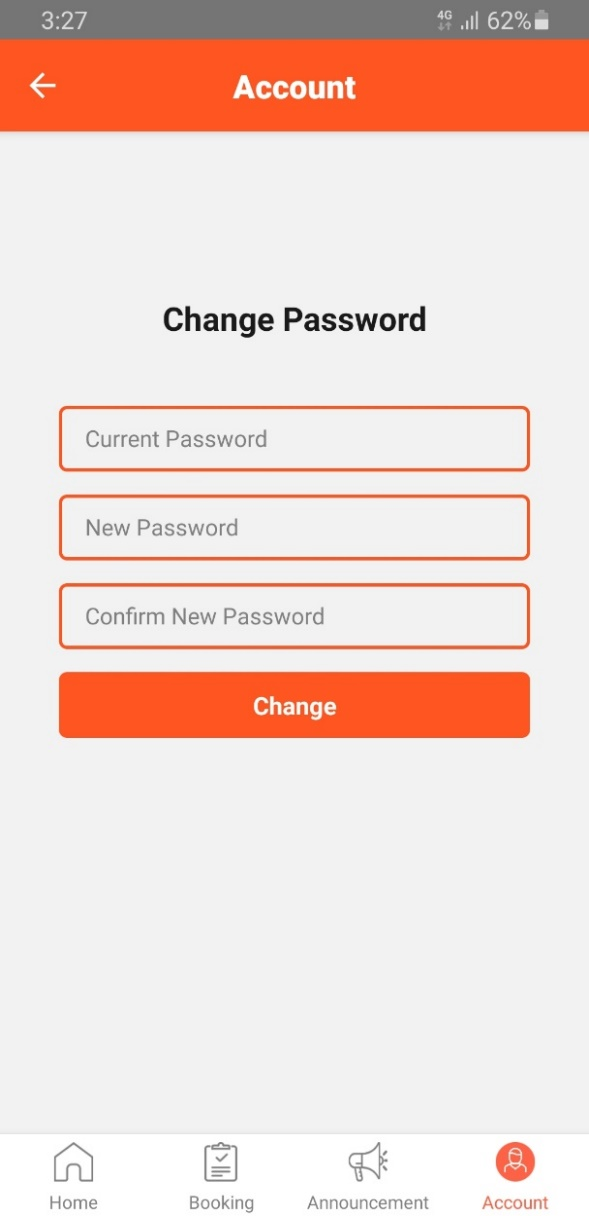 3:27 4G 62%
Account
Change Password
Current Password
New Password
Confirm New Password
Change
Home Booking Announcement Account